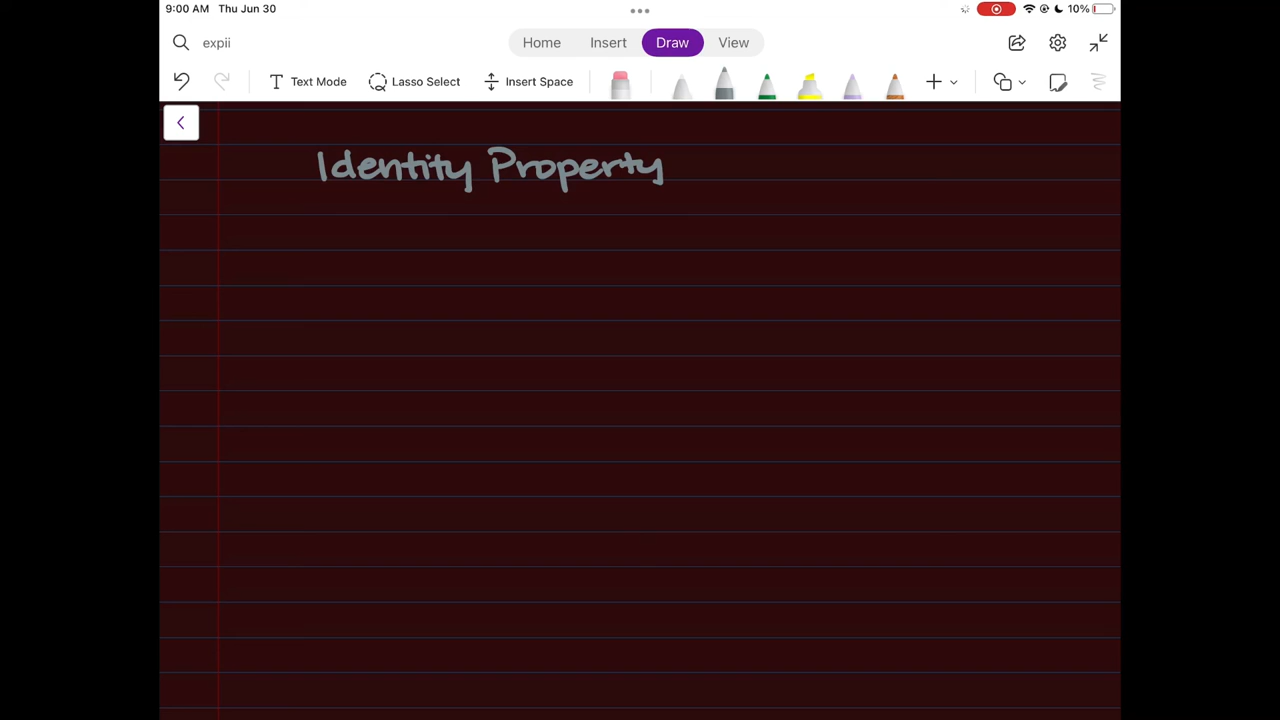 9:00 AM Thu Jun 30 10%
expii Home Insert Draw View
Text Mode Lasso Select Insert Space
Identity Property